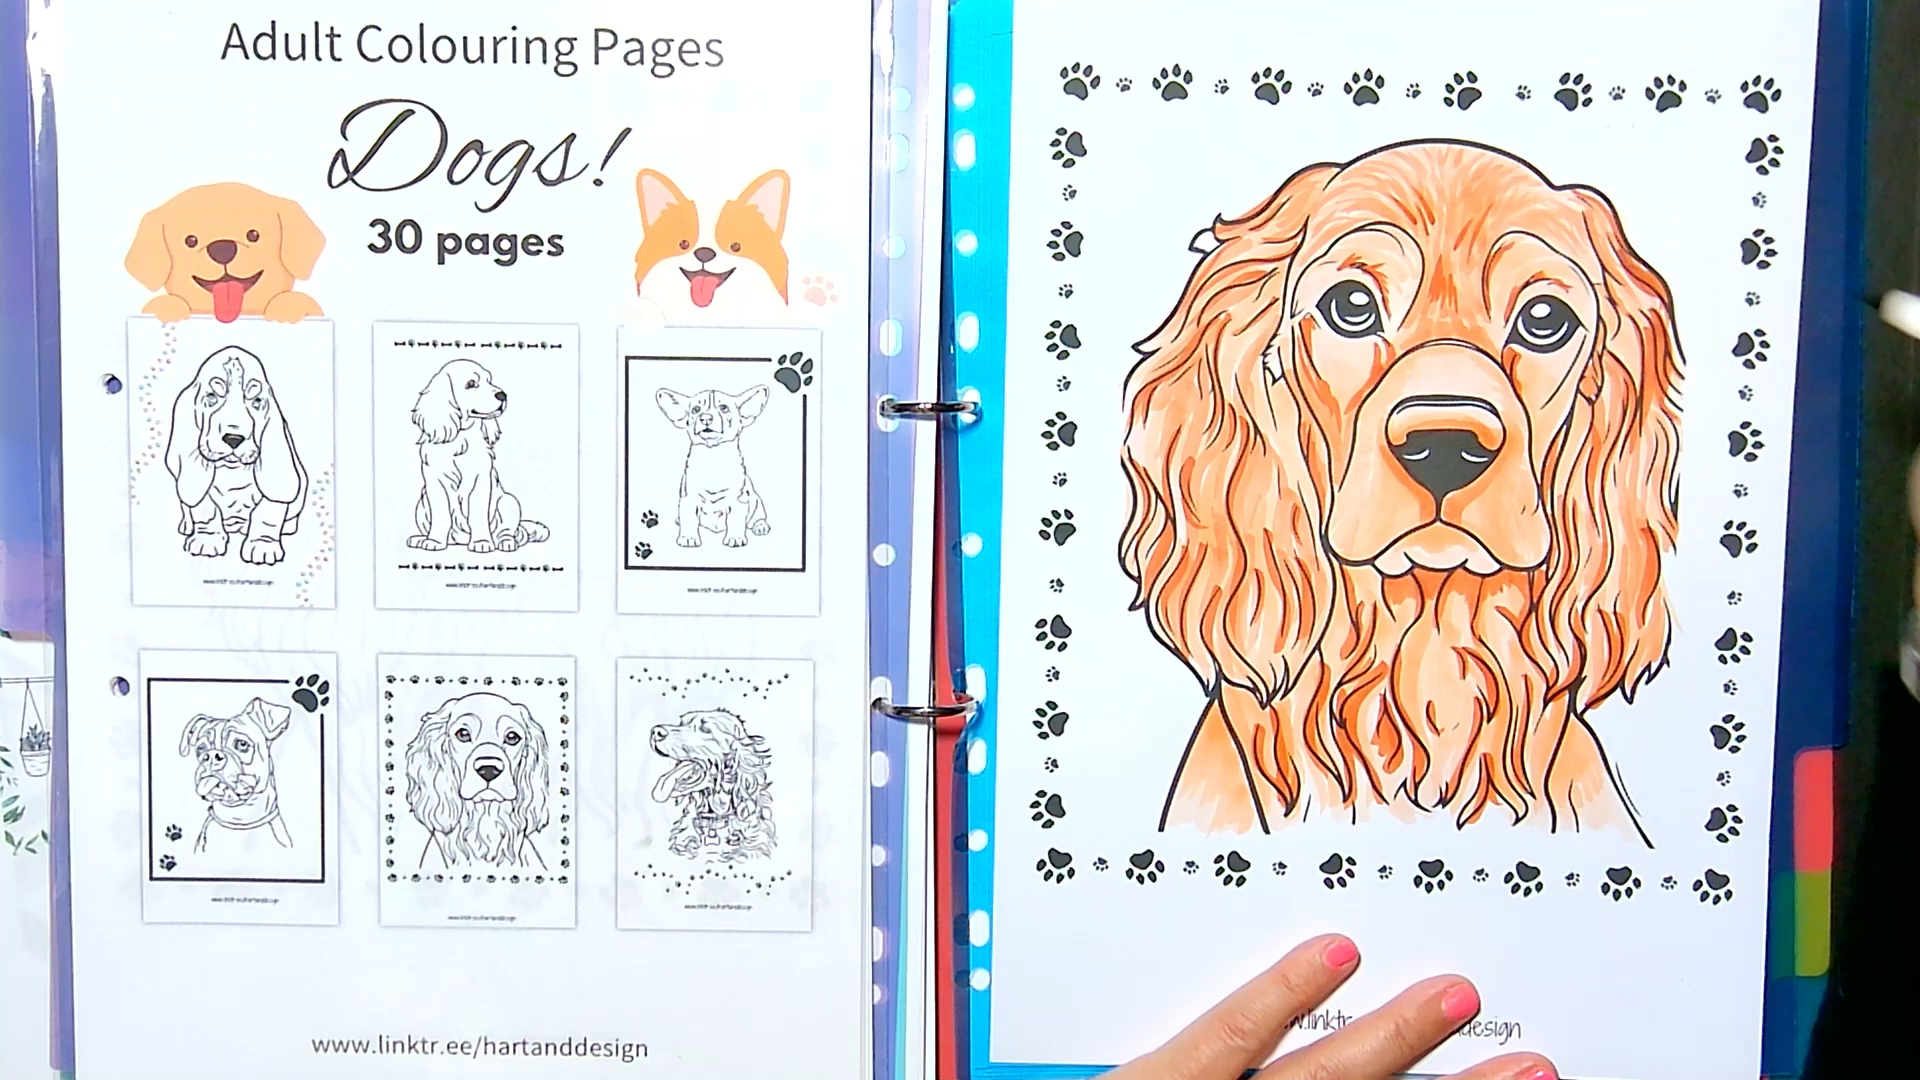 Adult Colouring Pages
Dogs!
30 pages
www.linktr.ee/hartanddesign